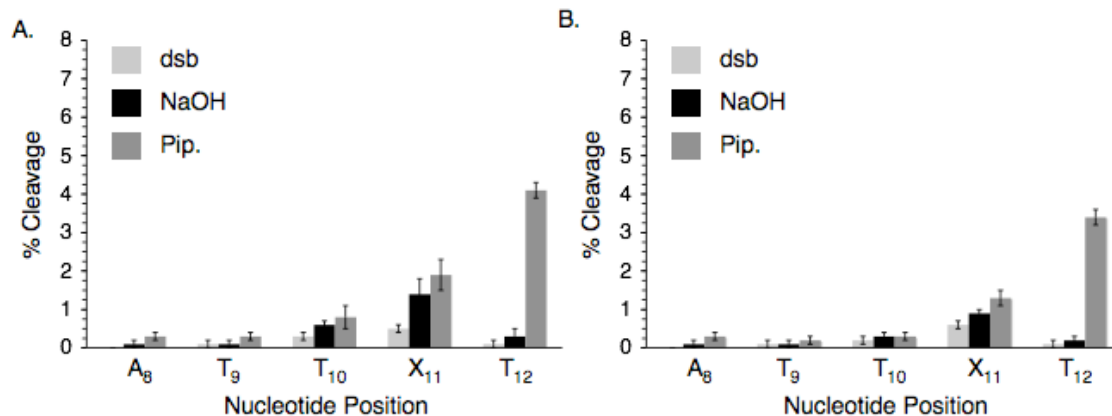 A.
8
7
6
5
4
3
2
1
0
% Cleavage
dsb
NaOH
Pip.
A₈ T₉ T₁₀ X₁₁ T₁₂
Nucleotide Position
B.
8
7
6
5
4
3
2
1
0
% Cleavage
dsb
NaOH
Pip.
A₈ T₉ T₁₀ X₁₁ T₁₂
Nucleotide Position